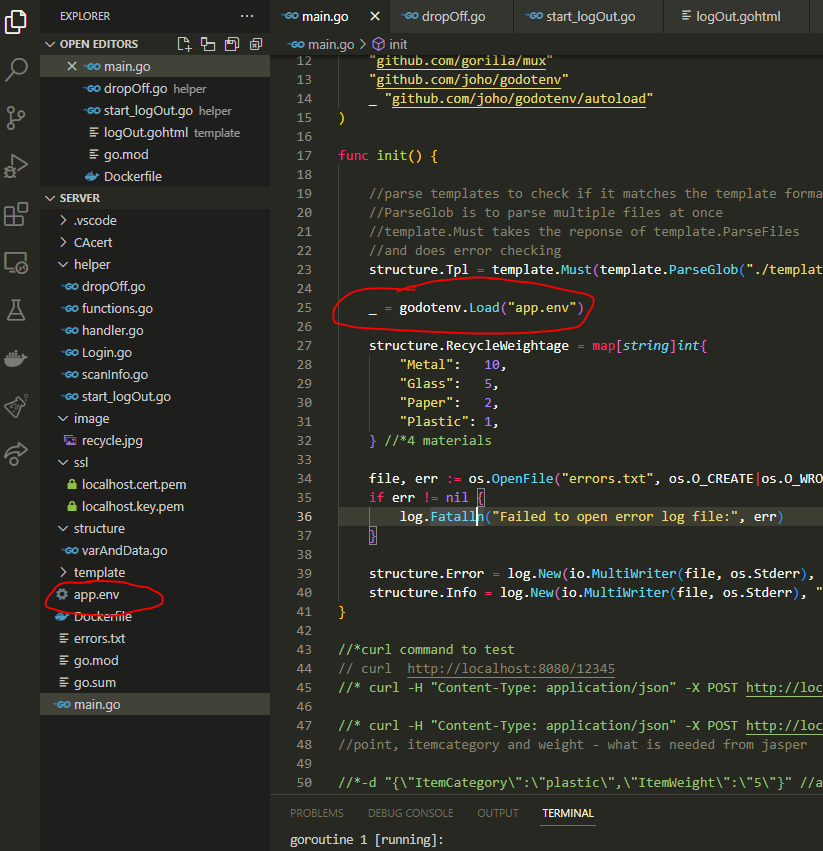 EXPLORER
OPEN EDITORS
main.go
dropOff.go helper
start_logOut.go helper
logOut.gohtml template
go.mod
Dockerfile
SERVER
.vscode
CAcert
helper
dropOff.go
functions.go
handler.go
Login.go
scanInfo.go
start_logOut.go
image
recycle.jpg
ssl
localhost.cert.pem
localhost.key.pem
structure
varAndData.go
template
app.env
Dockerfile
errors.txt
go.mod
go.sum
main.go
main.go dropOff.go start_logOut.go logOut.gohtml
main.go > init
12 "github.com/gorilla/mux"
13 "github.com/joho/godotenv"
14 _ "github.com/joho/godotenv/autoload"
15 )
16
17 func init() {
18
19 //parse templates to check if it matches the template forma
20 //ParseGlob is to parse multiple files at once
21 //template.Must takes the reponse of template.ParseFiles
22 //and does error checking
23 structure.Tpl = template.Must(template.ParseGlob("./templat
24
25 _ = godotenv.Load("app.env")
26
27 structure.RecycleWeightage = map[string]int{
28 "Metal": 10,
29 "Glass": 5,
30 "Paper": 2,
31 "Plastic": 1,
32 } //*4 materials
33
34 file, err := os.OpenFile("errors.txt", os.O_CREATE|os.O_WRO
35 if err != nil {
36 log.Fatalln("Failed to open error log file:", err)
37 }
38
39 structure.Error = log.New(io.MultiWriter(file, os.Stderr),
40 structure.Info = log.New(io.MultiWriter(file, os.Stderr), "
41 }
42
43 //*curl command to test
44 // curl http://localhost:8080/12345
45 //* curl -H "Content-Type: application/json" -X POST http://loc
46
47 //* curl -H "Content-Type: application/json" -X POST http://loc
48 //point, itemcategory and weight - what is needed from jasper
49
50 //*-d "{\"ItemCategory\":\"plastic\",\"ItemWeight\":\"5\"}" //a
PROBLEMS DEBUG CONSOLE OUTPUT TERMINAL
goroutine 1 [running]: